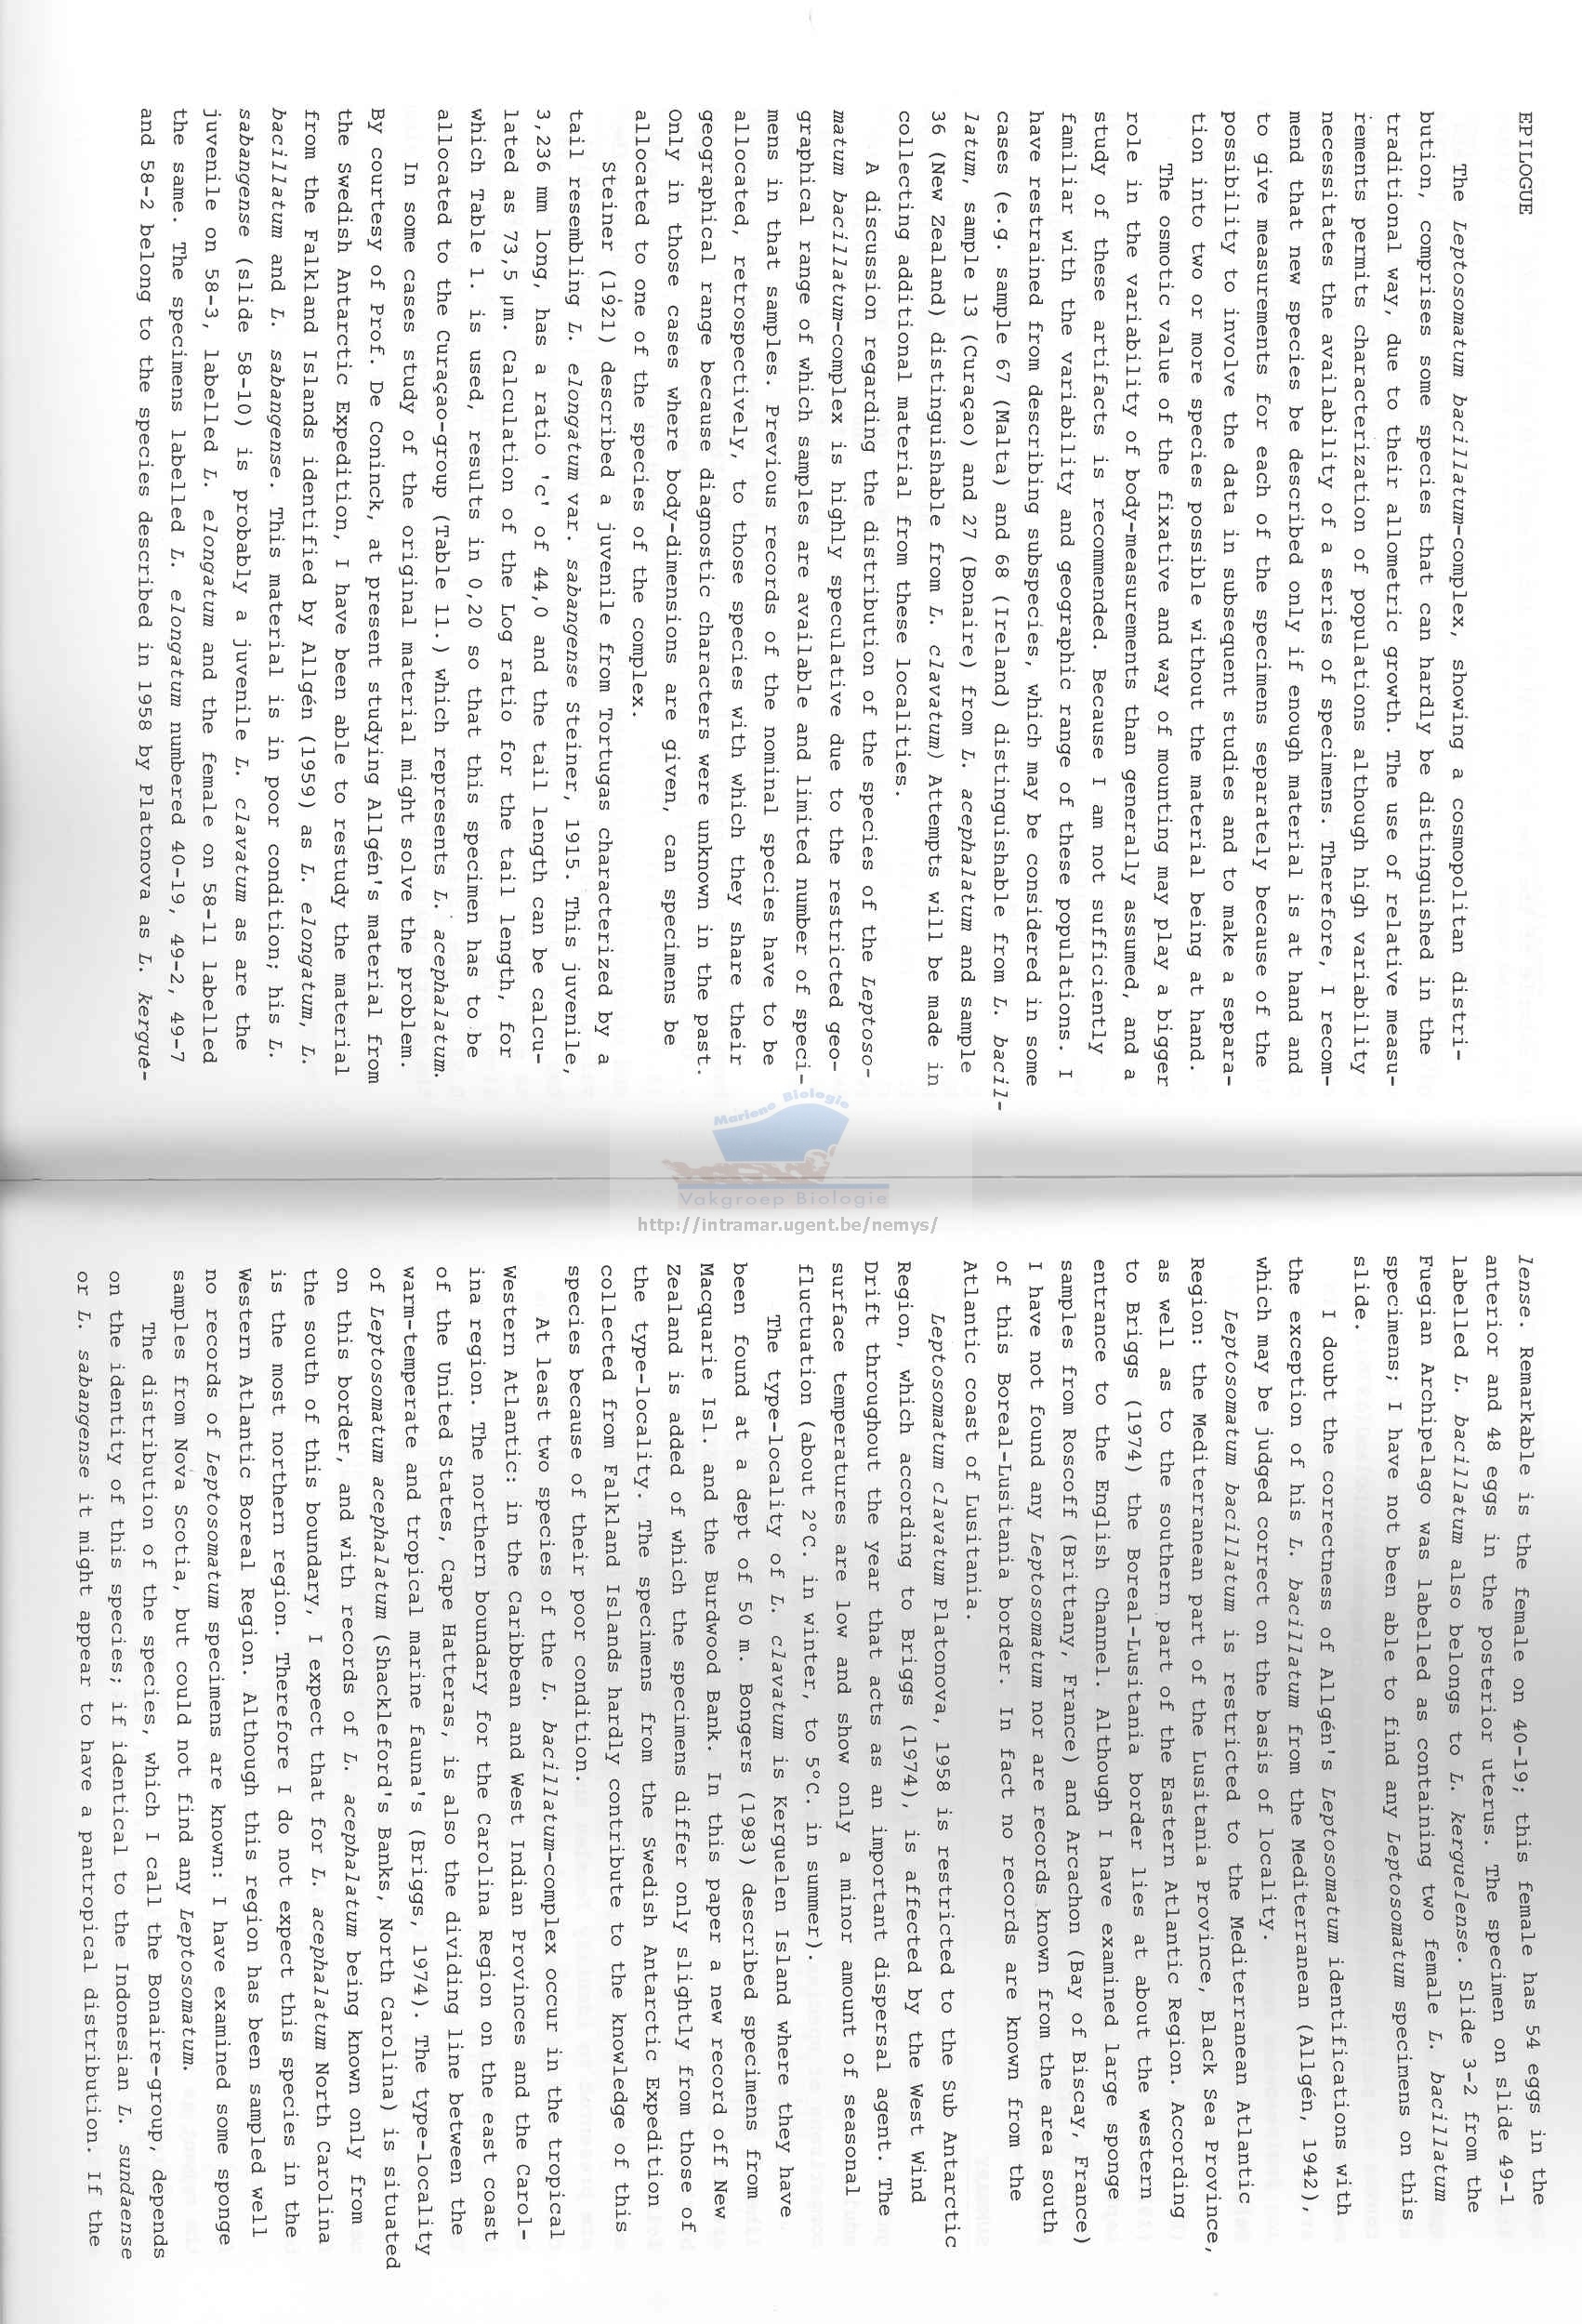 EPILOGUE
The Leptosomatum bacillatum-complex, showing a cosmopolitan distri-
bution, comprises some species that can hardly be distinguished in the
traditional way, due to their allometric growth. The use of relative measu-
rements permits characterization of populations although high variability
necessitates the availability of a series of specimens. Therefore, I recom-
mend that new species be described only if enough material is at hand and
to give measurements for each of the specimens separately because of the
possibility to involve the data in subsequent studies and to make a separa-
tion into two or more species possible without the material being at hand.
The osmotic value of the fixative and way of mounting may play a bigger
role in the variability of body-measurements than generally assumed, and a
study of these artifacts is recommended. Because I am not sufficiently
familiar with the variability and geographic range of these populations. I
have restrained from describing subspecies, which may be considered in some
cases (e.g. sample 67 (Malta) and 68 (Ireland) distinguishable from L. bacil-
latum, sample 13 (Curaçao) and 27 (Bonaire) from L. acephalatum and sample
36 (New Zealand) distinguishable from L. clavatum) Attempts will be made in
collecting additional material from these localities.
A discussion regarding the distribution of the species of the Leptoso-
matum bacillatum-complex is highly speculative due to the restricted geo-
graphical range of which samples are available and limited number of speci-
mens in that samples. Previous records of the nominal species have to be
allocated, retrospectively, to those species with which they share their
geographical range because diagnostic characters were unknown in the past.
Only in those cases where body-dimensions are given, can specimens be
allocated to one of the species of the complex.
Steiner (1921) described a juvenile from Tortugas characterized by a
tail resembling L. elongatum var. sabangense Steiner, 1915. This juvenile,
3,236 mm long, has a ratio 'c' of 44,0 and the tail length can be calcu-
lated as 73,5 µm. Calculation of the Log ratio for the tail length, for
which Table 1. is used, results in 0,20 so that this specimen has to be
allocated to the Curaçao-group (Table 11.) which represents L. acephalatum.
In some cases study of the original material might solve the problem.
By courtesy of Prof. De Coninck, at present studying Allgén's material from
the Swedish Antarctic Expedition, I have been able to restudy the material
from the Falkland Islands identified by Allgén (1959) as L. elongatum, L.
bacillatum and L. sabangense. This material is in poor condition; his L.
sabangense (slide 58-10) is probably a juvenile L. clavatum as are the
juvenile on 58-3, labelled L. elongatum and the female on 58-11 labelled
the same. The specimens labelled L. elongatum numbered 40-19, 49-2, 49-7
and 58-2 belong to the species described in 1958 by Platonova as L. kergue-
Mariene Biologie
Vakgroep Biologie
http://intramar.ugent.be/nemys/
lense. Remarkable is the female on 40-19; this female has 54 eggs in the
anterior and 48 eggs in the posterior uterus. The specimen on slide 49-1
labelled L. bacillatum also belongs to L. kerguelense. Slide 3-2 from the
Fuegian Archipelago was labelled as containing two female L. bacillatum
specimens; I have not been able to find any Leptosomatum specimens on this
slide.
I doubt the correctness of Allgén's Leptosomatum identifications with
the exception of his L. bacillatum from the Mediterranean (Allgén, 1942),
which may be judged correct on the basis of locality.
Leptosomatum bacillatum is restricted to the Mediterranean Atlantic
Region: the Mediterranean part of the Lusitania Province, Black Sea Province,
as well as to the southern part of the Eastern Atlantic Region. According
to Briggs (1974) the Boreal-Lusitania border lies at about the western
entrance to the English Channel. Although I have examined large sponge
samples from Roscoff (Brittany, France) and Arcachon (Bay of Biscay, France)
I have not found any Leptosomatum nor are records known from the area south
of this Boreal-Lusitania border. In fact no records are known from the
Atlantic coast of Lusitania.
Leptosomatum clavatum Platonova, 1958 is restricted to the Sub Antarctic
Region, which according to Briggs (1974), is affected by the West Wind
Drift throughout the year that acts as an important dispersal agent. The
surface temperatures are low and show only a minor amount of seasonal
fluctuation (about 2°C. in winter, to 5°C. in summer).
The type-locality of L. clavatum is Kerguelen Island where they have
been found at a dept of 50 m. Bongers (1983) described specimens from
Macquarie Isl. and the Burdwood Bank. In this paper a new record off New
Zealand is added of which the specimens differ only slightly from those of
the type-locality. The specimens from the Swedish Antarctic Expedition
collected from Falkland Islands hardly contribute to the knowledge of this
species because of their poor condition.
At least two species of the L. bacillatum-complex occur in the tropical
Western Atlantic: in the Caribbean and West Indian Provinces and the Carol-
ina region. The northern boundary for the Carolina Region on the east coast
of the United States, Cape Hatteras, is also the dividing line between the
warm-temperate and tropical marine fauna's (Briggs, 1974). The type-locality
of Leptosomatum acephalatum (Shackleford's Banks, North Carolina) is situated
on this border, and with records of L. acephalatum being known only from
the south of this boundary, I expect that for L. acephalatum North Carolina
is the most northern region. Therefore I do not expect this species in the
Western Atlantic Boreal Region. Although this region has been sampled well
no records of Leptosomatum specimens are known: I have examined some sponge
samples from Nova Scotia, but could not find any Leptosomatum.
The distribution of the species, which I call the Bonaire-group, depends
on the identity of this species; if identical to the Indonesian L. sundaense
or L. sabangense it might appear to have a pantropical distribution. If the